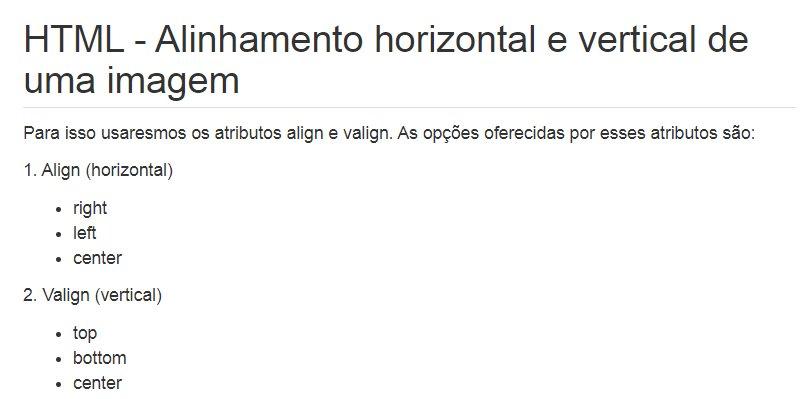 HTML - Alinhamento horizontal e vertical de
uma imagem
Para isso usaresmos os atributos align e valign. As opções oferecidas por esses atributos são:
1. Align (horizontal)
• right
• left
• center
2. Valign (vertical)
• top
• bottom
• center